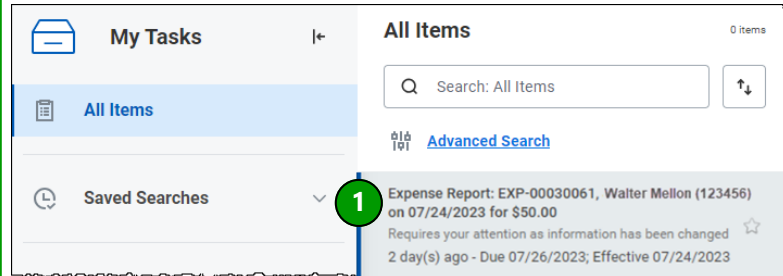 My Tasks
All Items
Saved Searches
All Items
0 items
Search: All Items
Advanced Search
1
Expense Report: EXP-00030061, Walter Mellon (123456)
on 07/24/2023 for $50.00
Requires your attention as information has been changed
2 day(s) ago - Due 07/26/2023; Effective 07/24/2023